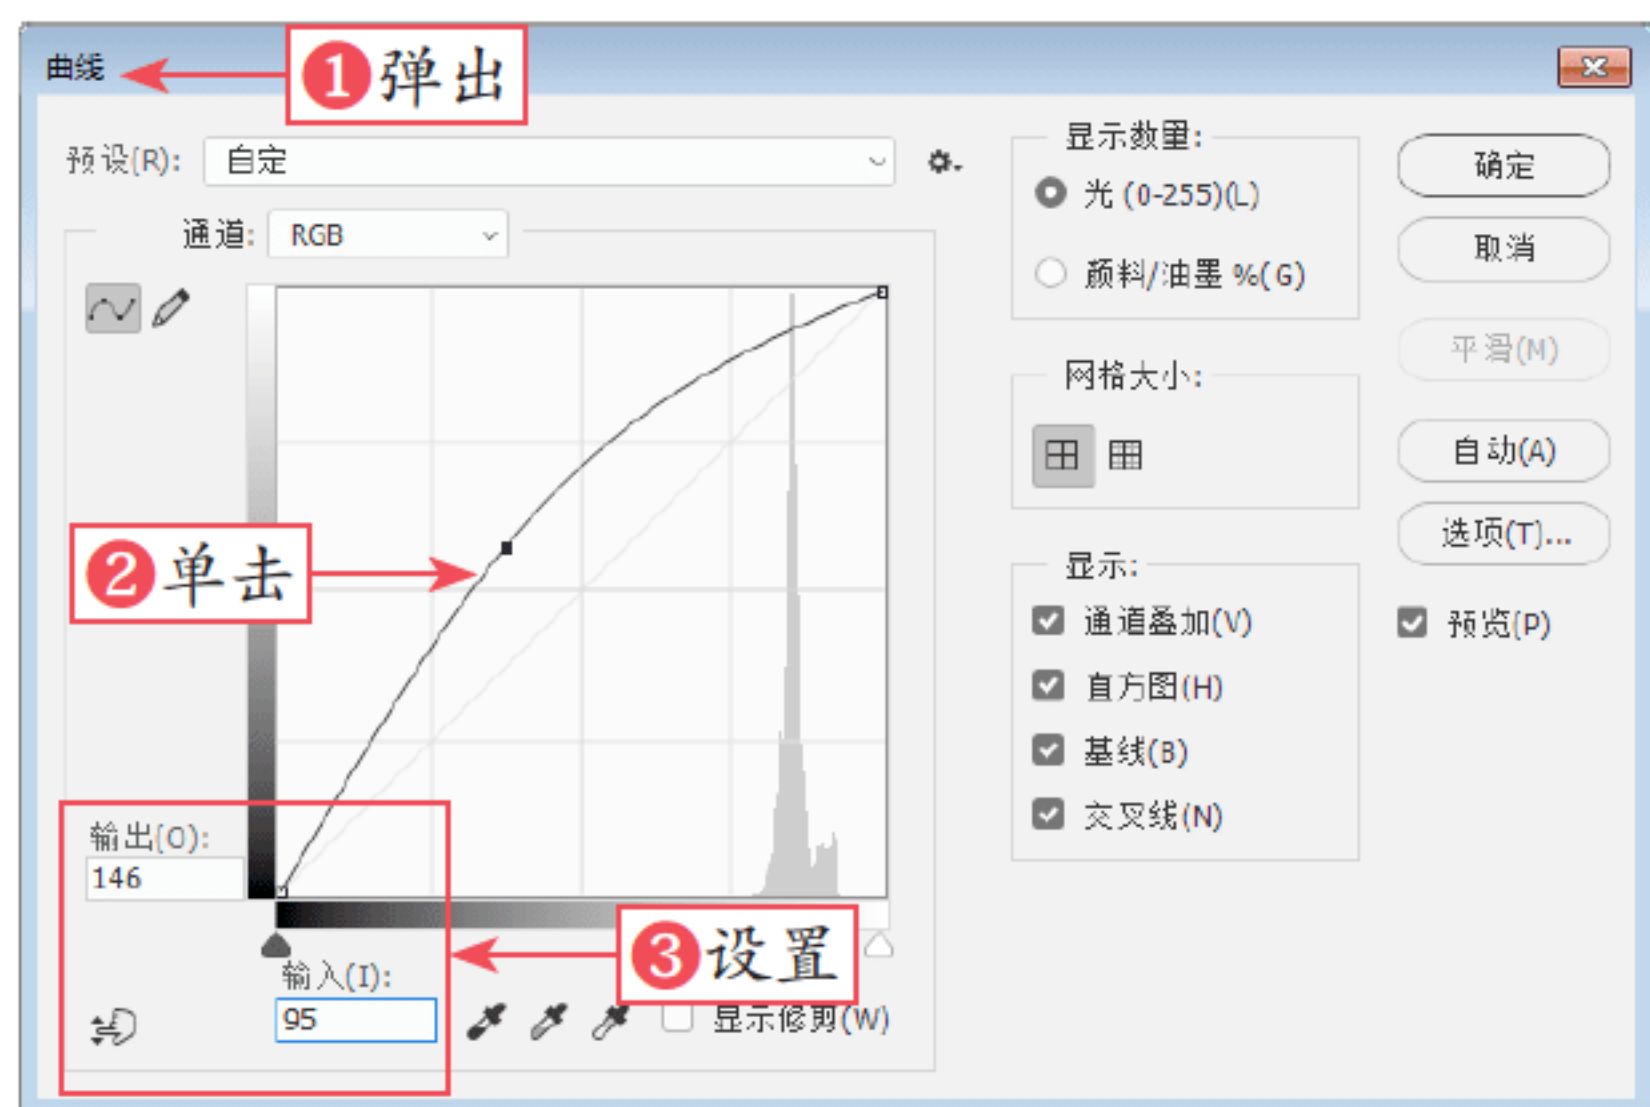 曲线
❶弹出
预设(R): 自定
通道: RGB
❷单击
输出(O):
146
输入(I):
95
❸设置
显示修剪(W)
显示数量:
光 (0-255)(L)
颜料/油墨 %(G)
网格大小:
显示:
通道叠加(V)
直方图(H)
基线(B)
交叉线(N)
确定
取消
平滑(M)
自动(A)
选项(T)...
预览(P)